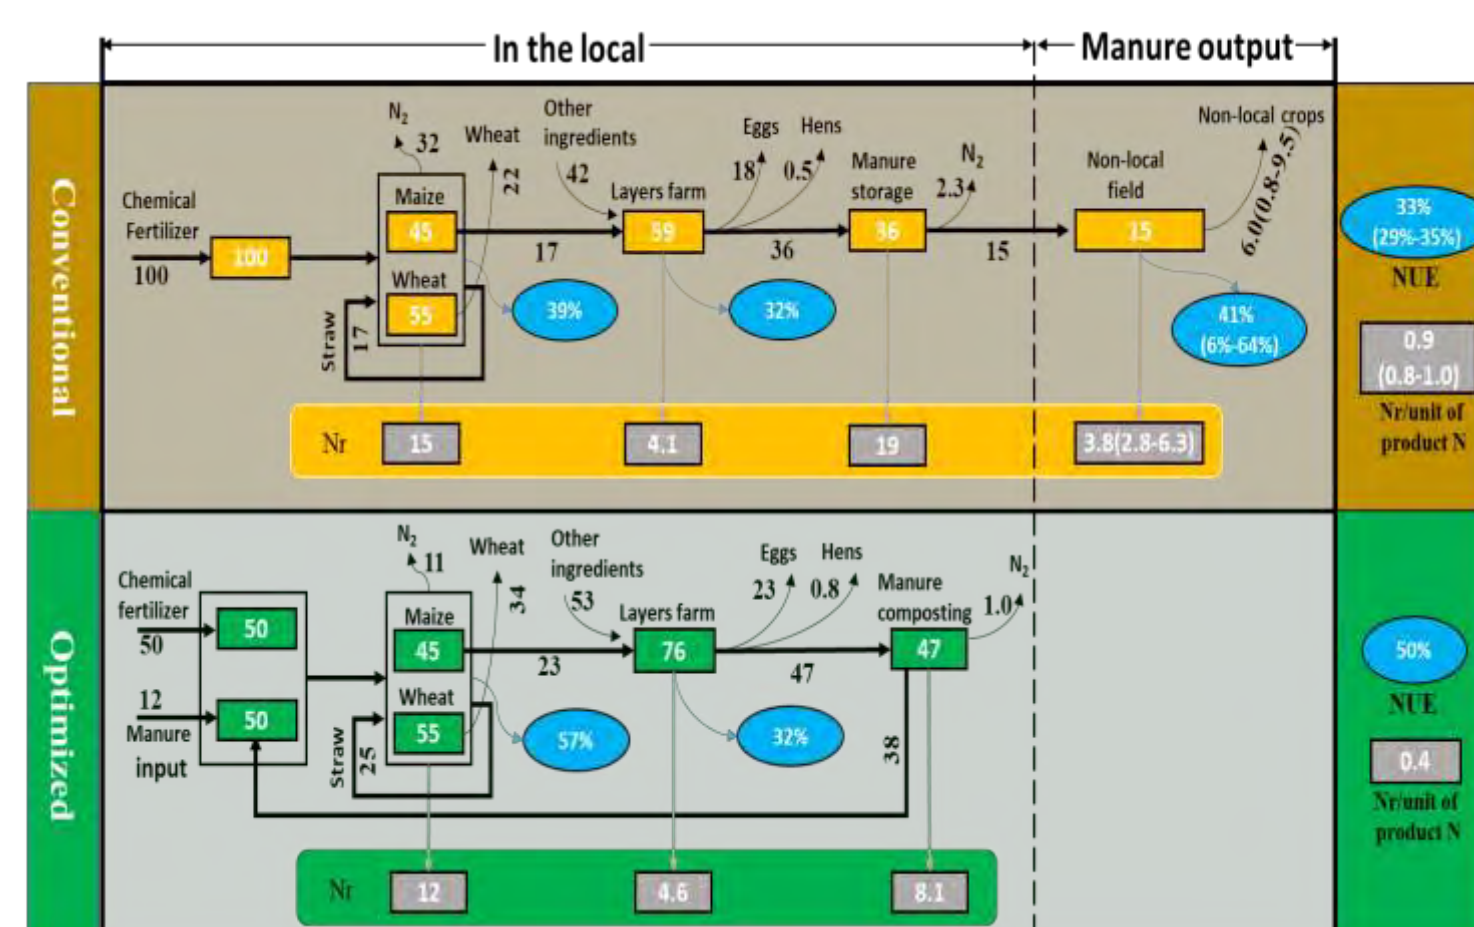 In the local
Manure output
Conventional
Chemical
Fertilizer
100
100
N2
32
Maize
45
Wheat
55
Straw
17
Wheat
22
17
39%
Other
ingredients
42
Layers farm
59
32%
Eggs
18
Hens
0.5
36
Manure
storage
36
N2
2.3
15
Non-local
field
15
Non-local crops
6.0(0.8-9.5)
41%
(6%-64%)
Nr
15
4.1
19
3.8(2.8-6.3)
33%
(29%-35%)
NUE
0.9
(0.8-1.0)
Nr/unit of
product N
Optimized
Chemical
fertilizer
50
50
12
Manure
input
50
N2
11
Maize
45
Wheat
55
Straw
25
Wheat
34
23
57%
Other
ingredients
53
Layers farm
76
32%
Eggs
23
Hens
0.8
47
Manure
composting
47
N2
1.0
38
Nr
12
4.6
8.1
50%
NUE
0.4
Nr/unit of
product N